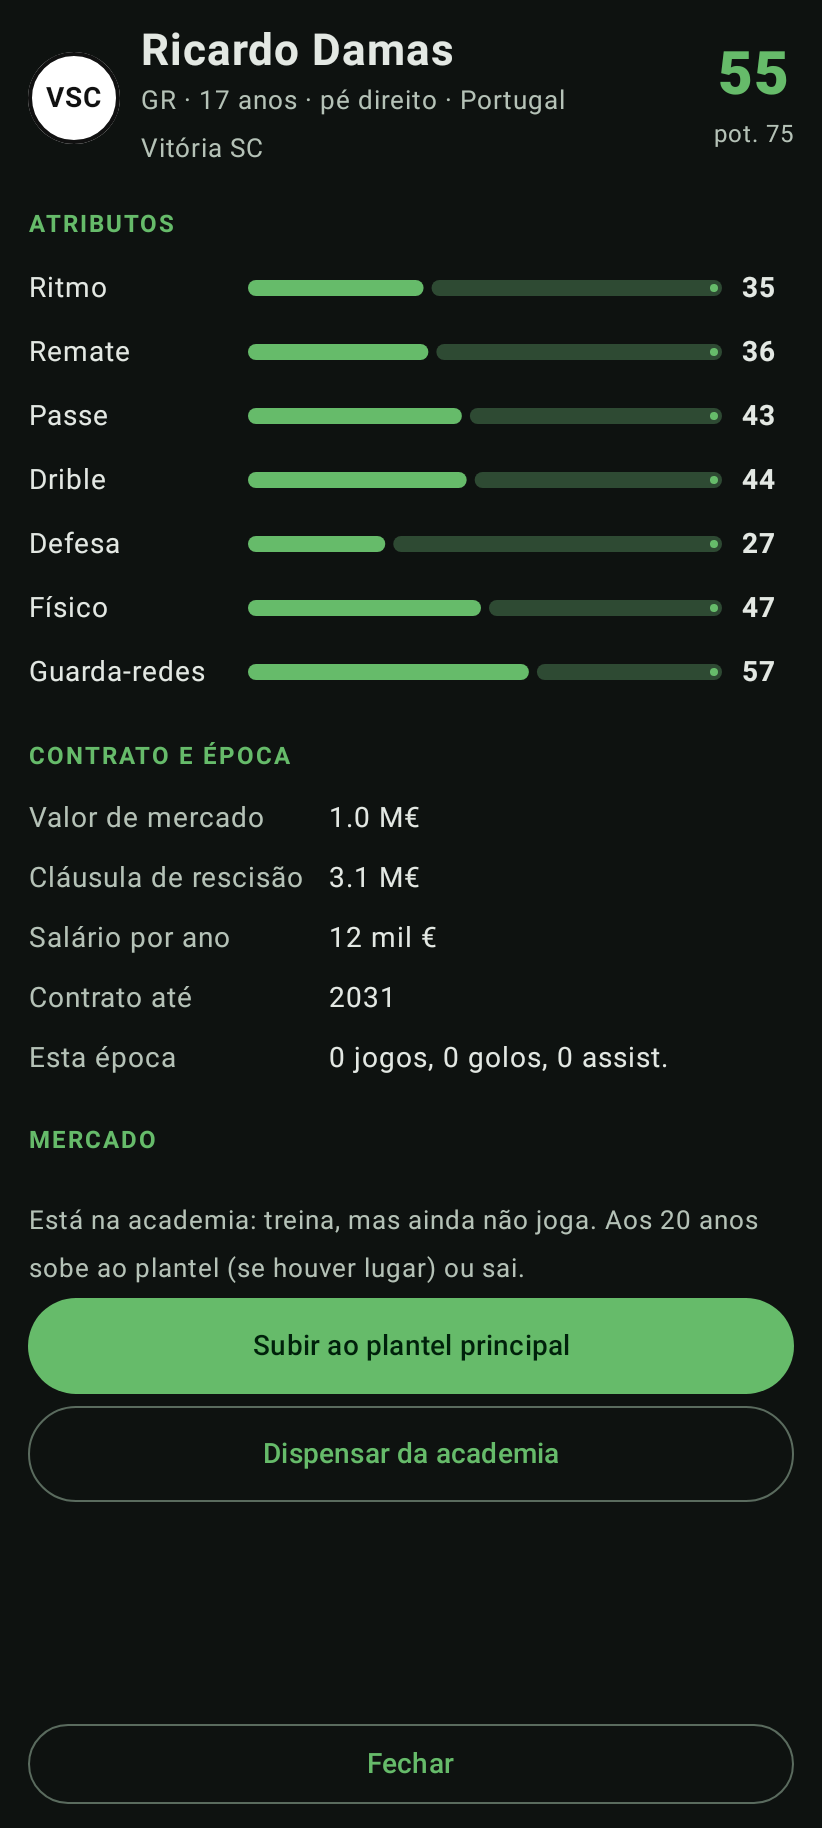 VSC
Ricardo Damas
GR · 17 anos · pé direito · Portugal
Vitória SC
55
pot. 75
ATRIBUTOS
Ritmo 35
Remate 36
Passe 43
Drible 44
Defesa 27
Físico 47
Guarda-redes 57
CONTRATO E ÉPOCA
Valor de mercado 1.0 M€
Cláusula de rescisão 3.1 M€
Salário por ano 12 mil €
Contrato até 2031
Esta época 0 jogos, 0 golos, 0 assist.
MERCADO
Está na academia: treina, mas ainda não joga. Aos 20 anos
sobe ao plantel (se houver lugar) ou sai.
Subir ao plantel principal
Dispensar da academia
Fechar